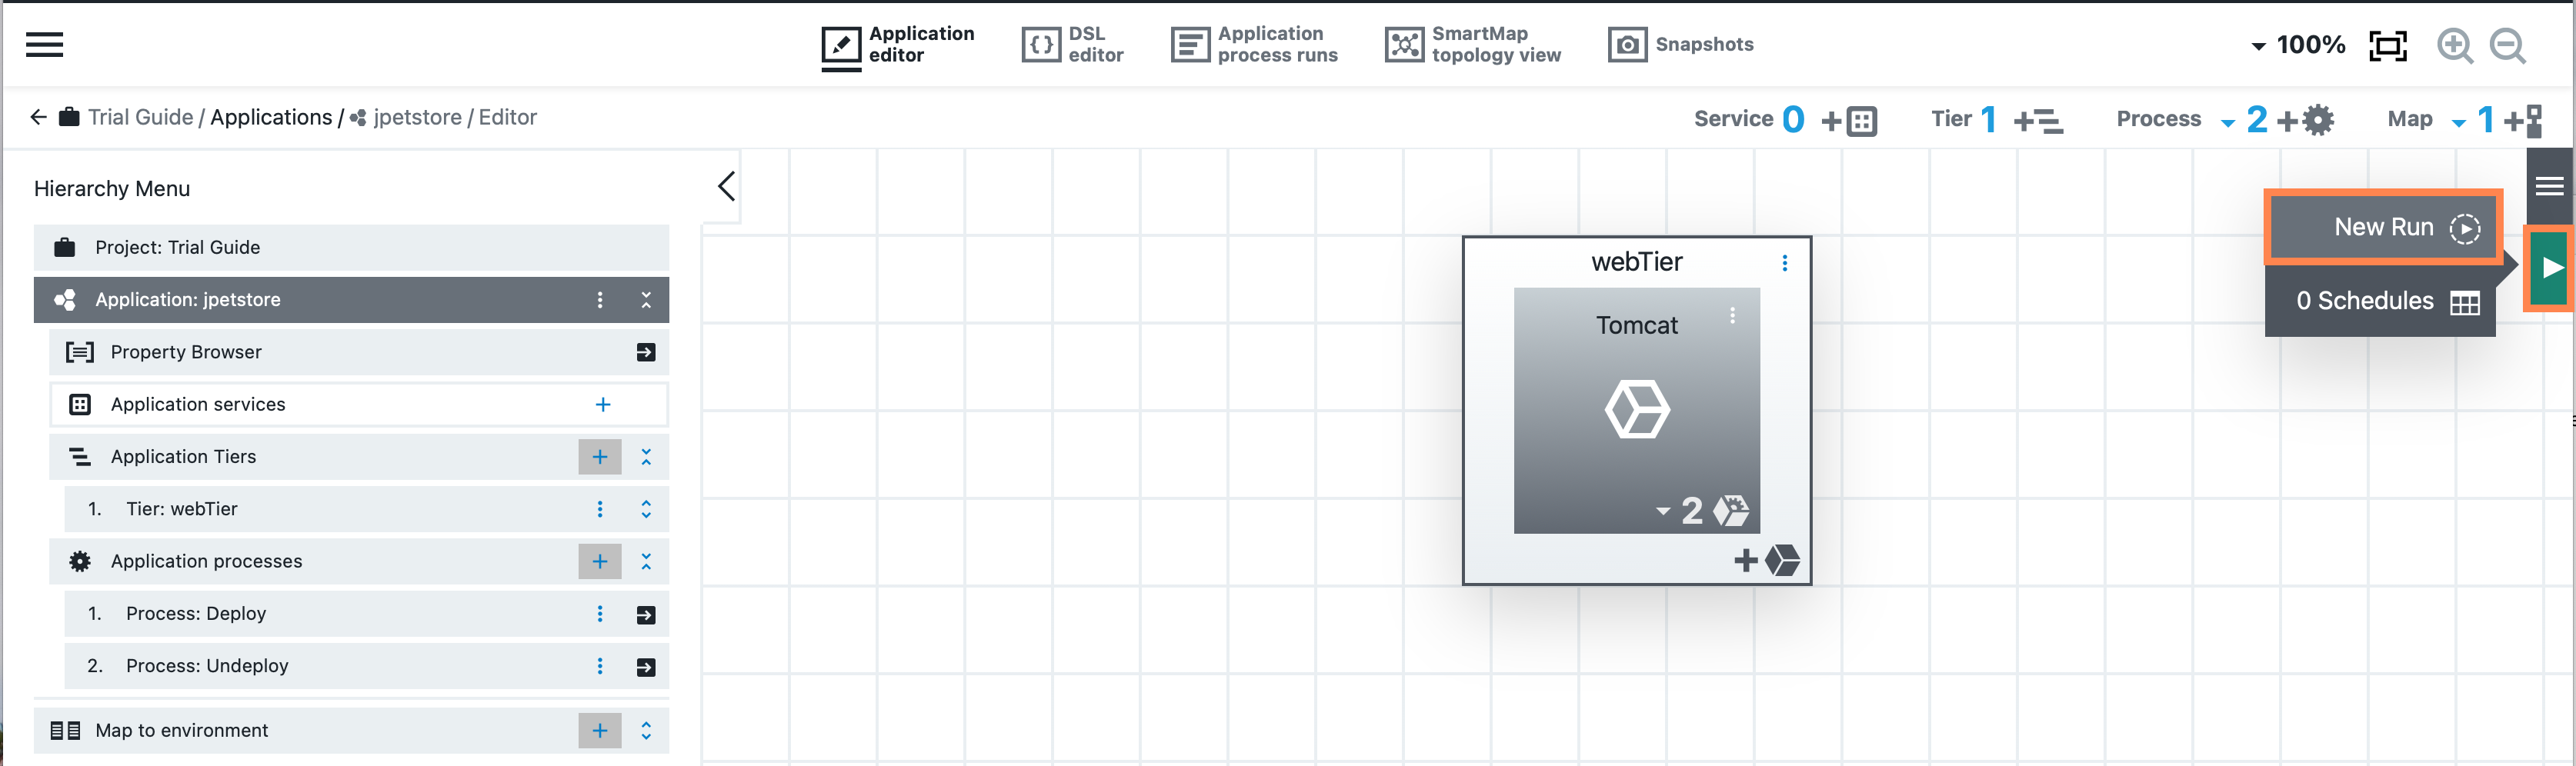 Application
editor
DSL
editor
Application
process runs
SmartMap
topology view
Snapshots
100%
Trial Guide / Applications / jpetstore / Editor
Service 0
Tier 1
Process 2
Map 1
Hierarchy Menu
Project: Trial Guide
Application: jpetstore
Property Browser
Application services
Application Tiers
1. Tier: webTier
Application processes
1. Process: Deploy
2. Process: Undeploy
Map to environment
webTier
Tomcat
2
New Run
0 Schedules